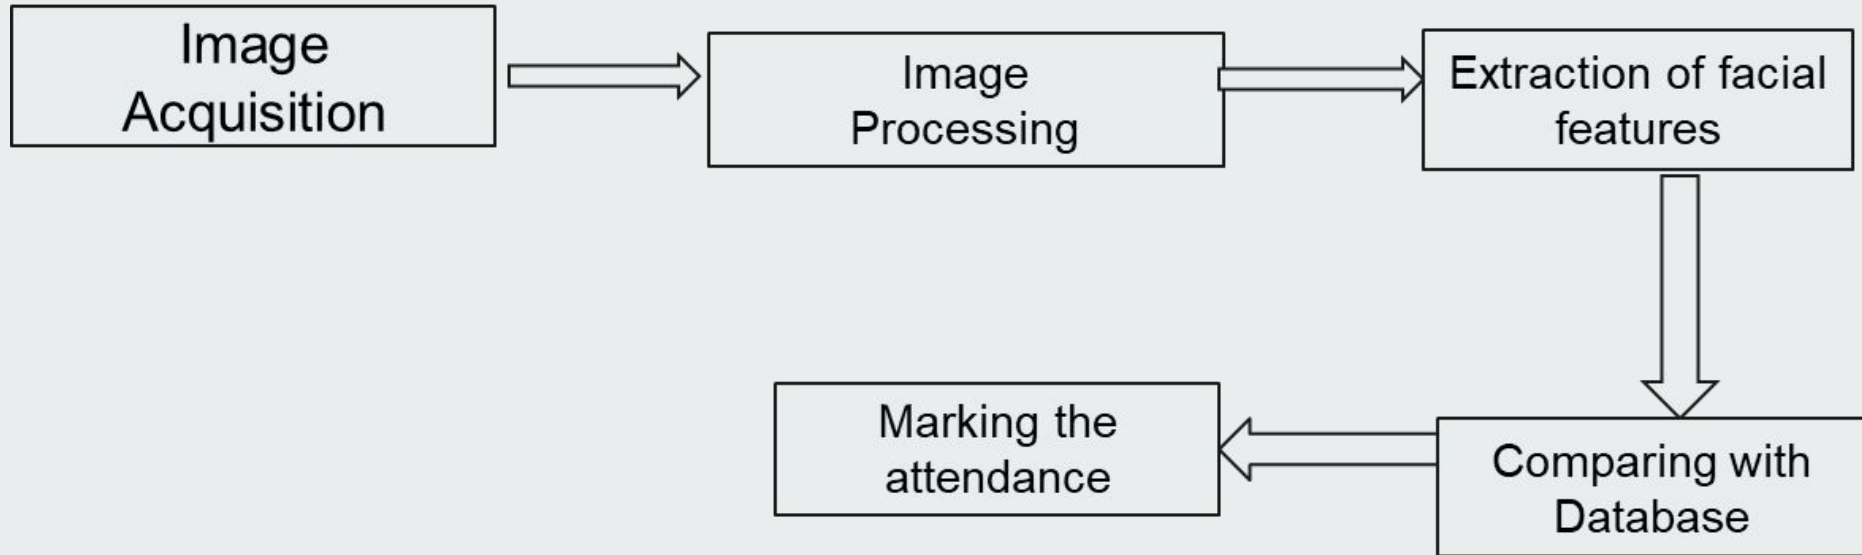 Image
Acquisition
Image
Processing
Extraction of facial
features
Comparing with
Database
Marking the
attendance